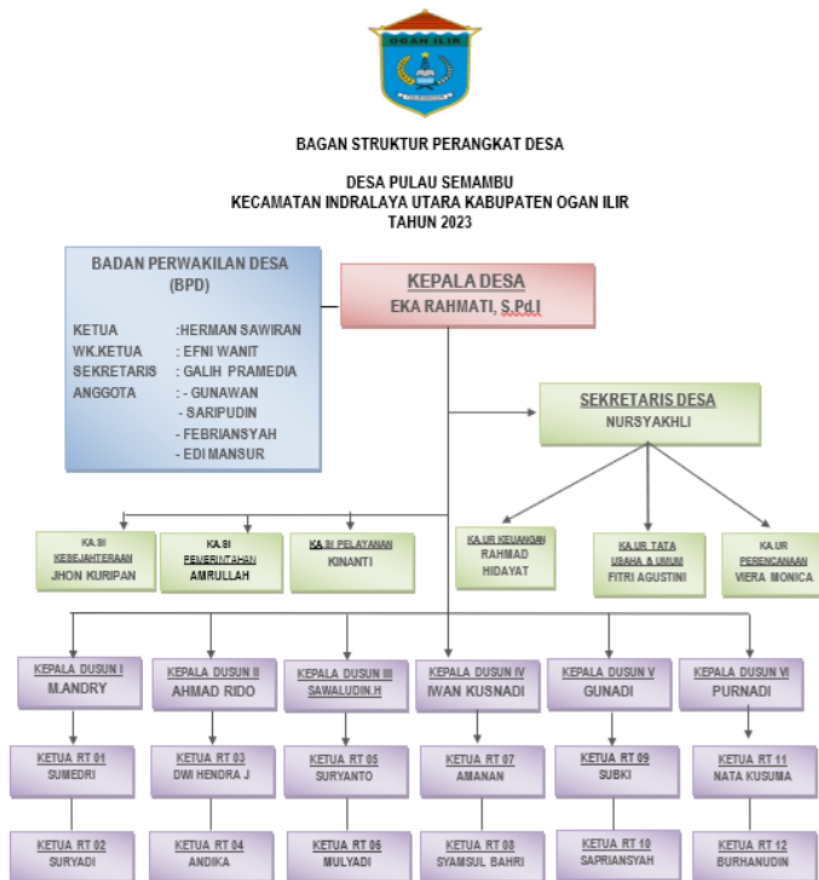 OGAN ILIR
BAGAN STRUKTUR PERANGKAT DESA
DESA PULAU SEMAMBU
KECAMATAN INDRALAYA UTARA KABUPATEN OGAN ILIR
TAHUN 2023
BADAN PERWAKILAN DESA
(BPD)
KETUA :HERMAN SAWIRAN
WK.KETUA : EFNI WANIT
SEKRETARIS : GALIH PRAMEDIA
ANGGOTA : - GUNAWAN
- SARIPUDIN
- FEBRIANSYAH
- EDI MANSUR
KEPALA DESA
EKA RAHMATI, S.Pd.I
SEKRETARIS DESA
NURSYAKHLI
KA.SI
KESEJAHTERAAN
JHON KURIPAN
KA.SI
PEMERINTAHAN
AMRULLAH
KA.SI PELAYANAN
KINANTI
KA.UR KEUANGAN
RAHMAD
HIDAYAT
KA.UR TATA
USAHA & UMUM
FITRI AGUSTINI
KA.UR
PERENCANAAN
VIERA MONICA
KEPALA DUSUN I
M.ANDRY
KEPALA DUSUN II
AHMAD RIDO
KEPALA DUSUN III
SAWALUDIN.H
KEPALA DUSUN IV
IWAN KUSNADI
KEPALA DUSUN V
GUNADI
KEPALA DUSUN VI
PURNADI
KETUA RT 01
SUMEDRI
KETUA RT 03
DWI HENDRA J
KETUA RT 05
SURYANTO
KETUA RT 07
AMANAN
KETUA RT 09
SUBKI
KETUA RT 11
NATA KUSUMA
KETUA RT 02
SURYADI
KETUA RT 04
ANDIKA
KETUA RT 06
MULYADI
KETUA RT 08
SYAMSUL BAHRI
KETUA RT 10
SAPRIANSYAH
KETUA RT 12
BURHANUDIN